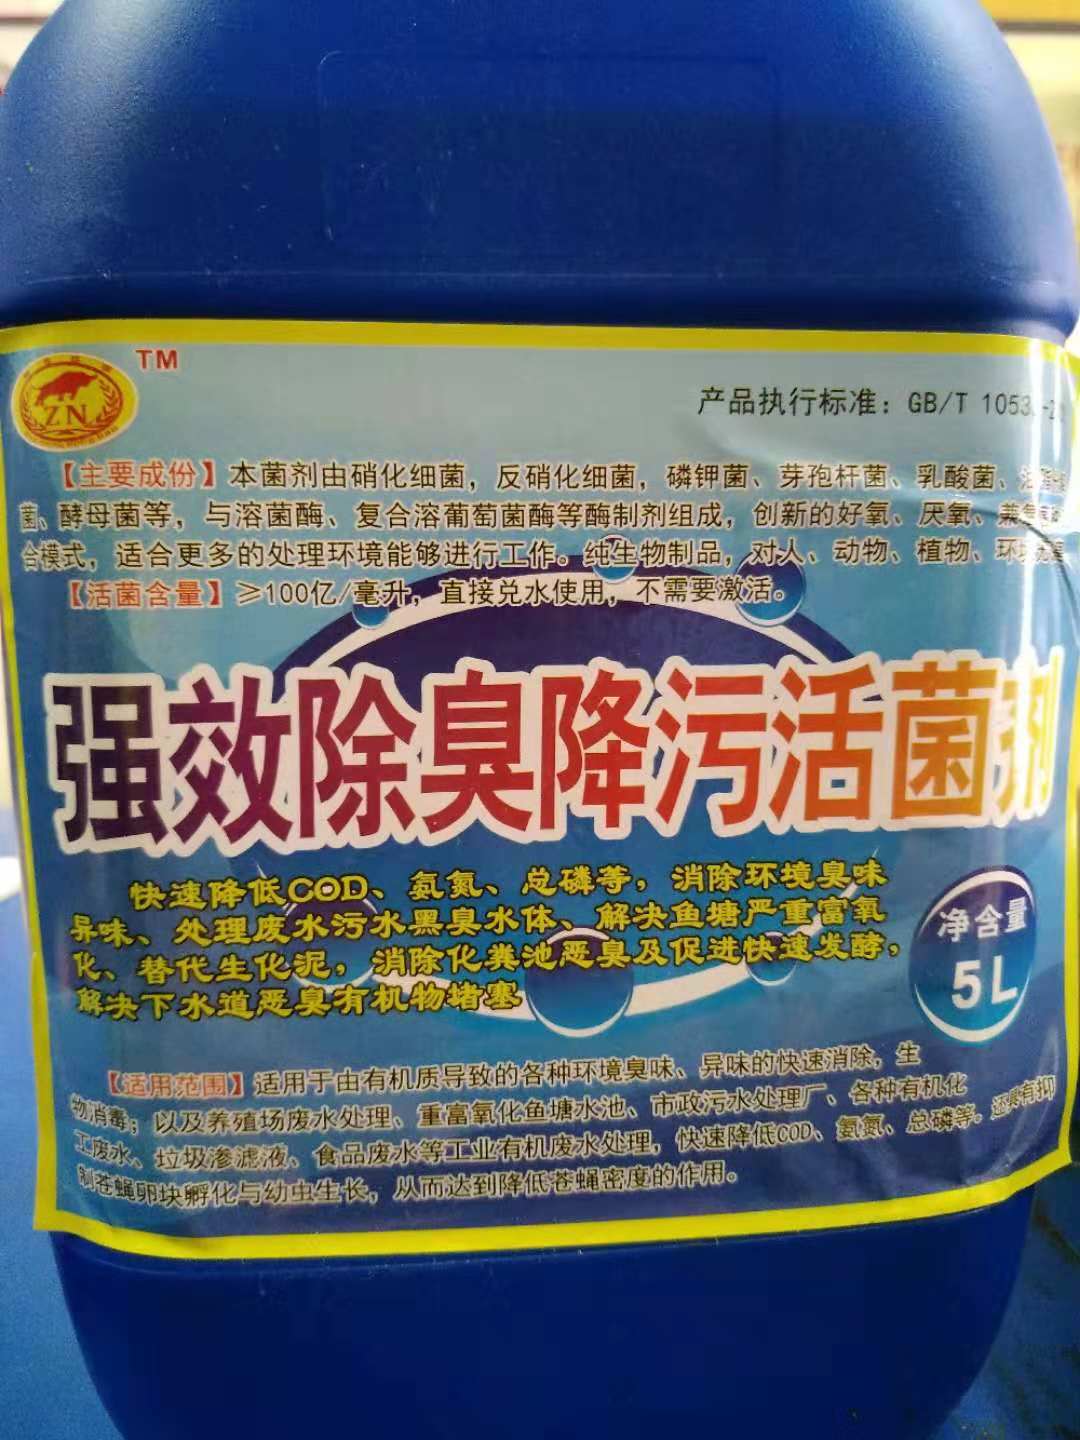 TM
ZN
产品执行标准：GB/T 1053
【主要成份】本菌剂由硝化细菌，反硝化细菌，磷钾菌、芽孢杆菌、乳酸菌、
菌、酵母菌等，与溶菌酶、复合溶葡萄菌酶等酶制剂组成，创新的好氧、厌氧、兼
合模式，适合更多的处理环境能够进行工作。纯生物制品，对人、动物、植物、环境
【活菌含量】≥100亿/毫升，直接兑水使用，不需要激活。
强效除臭降污活菌剂
快速降低COD、氨氮、总磷等，消除环境臭味
异味、处理废水污水黑臭水体、解决鱼塘严重富氧
化、替代生化泥，消除化粪池恶臭及促进快速发酵，
解决下水道恶臭有机物堵塞
净含量
5L
【适用范围】适用于由有机质导致的各种环境臭味、异味的快速消除，生
物消毒；以及养殖场废水处理、重富氧化鱼塘水池、市政污水处理厂、各种有机化
工废水、垃圾渗滤液、食品废水等工业有机废水处理，快速降低COD、氨氮、总磷等。还具有抑
制苍蝇卵块孵化与幼虫生长，从而达到降低苍蝇密度的作用。